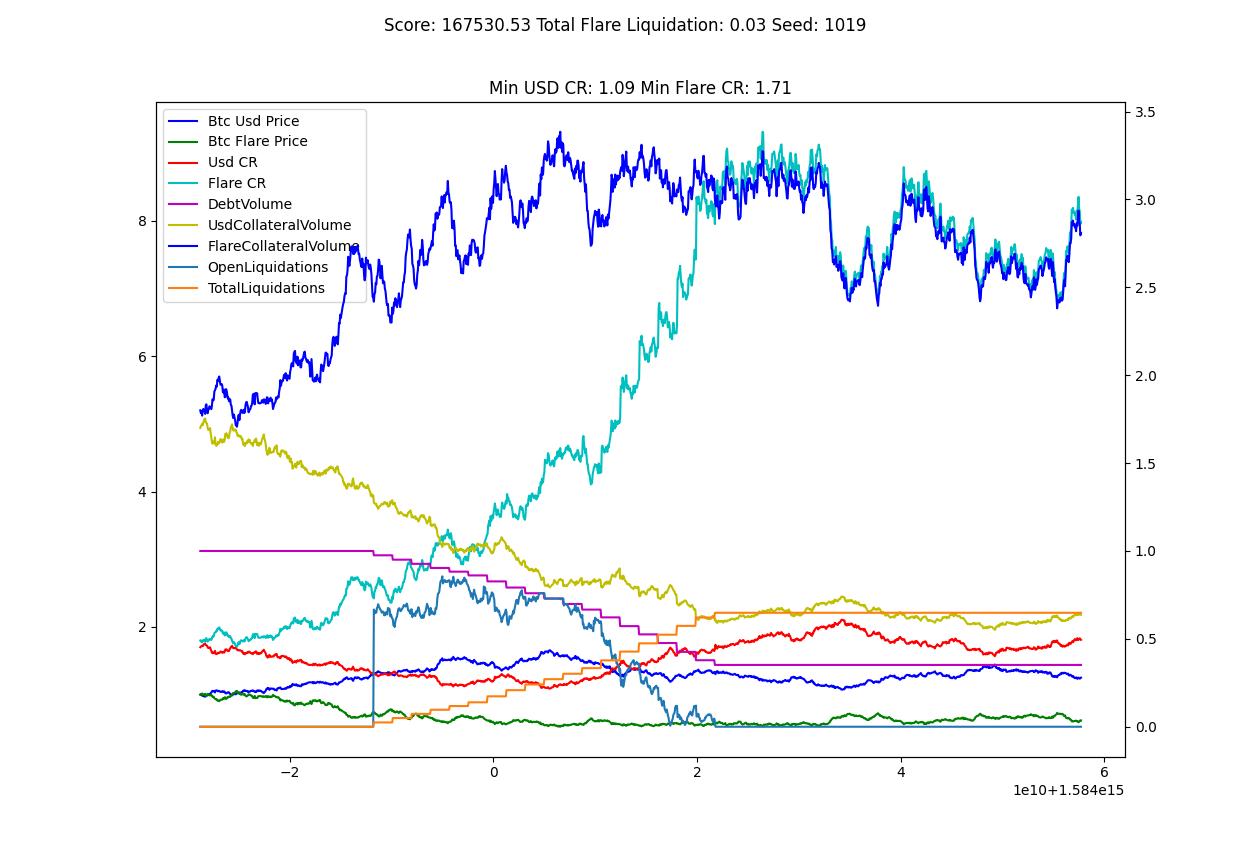 Score: 167530.53 Total Flare Liquidation: 0.03 Seed: 1019
Min USD CR: 1.09 Min Flare CR: 1.71
Btc Usd Price
Btc Flare Price
Usd CR
Flare CR
DebtVolume
UsdCollateralVolume
FlareCollateralVolume
OpenLiquidations
TotalLiquidations
8
6
4
2
3.5
3.0
2.5
2.0
1.5
1.0
0.5
0.0
−2 0 2 4 6
1e10+1.584e15